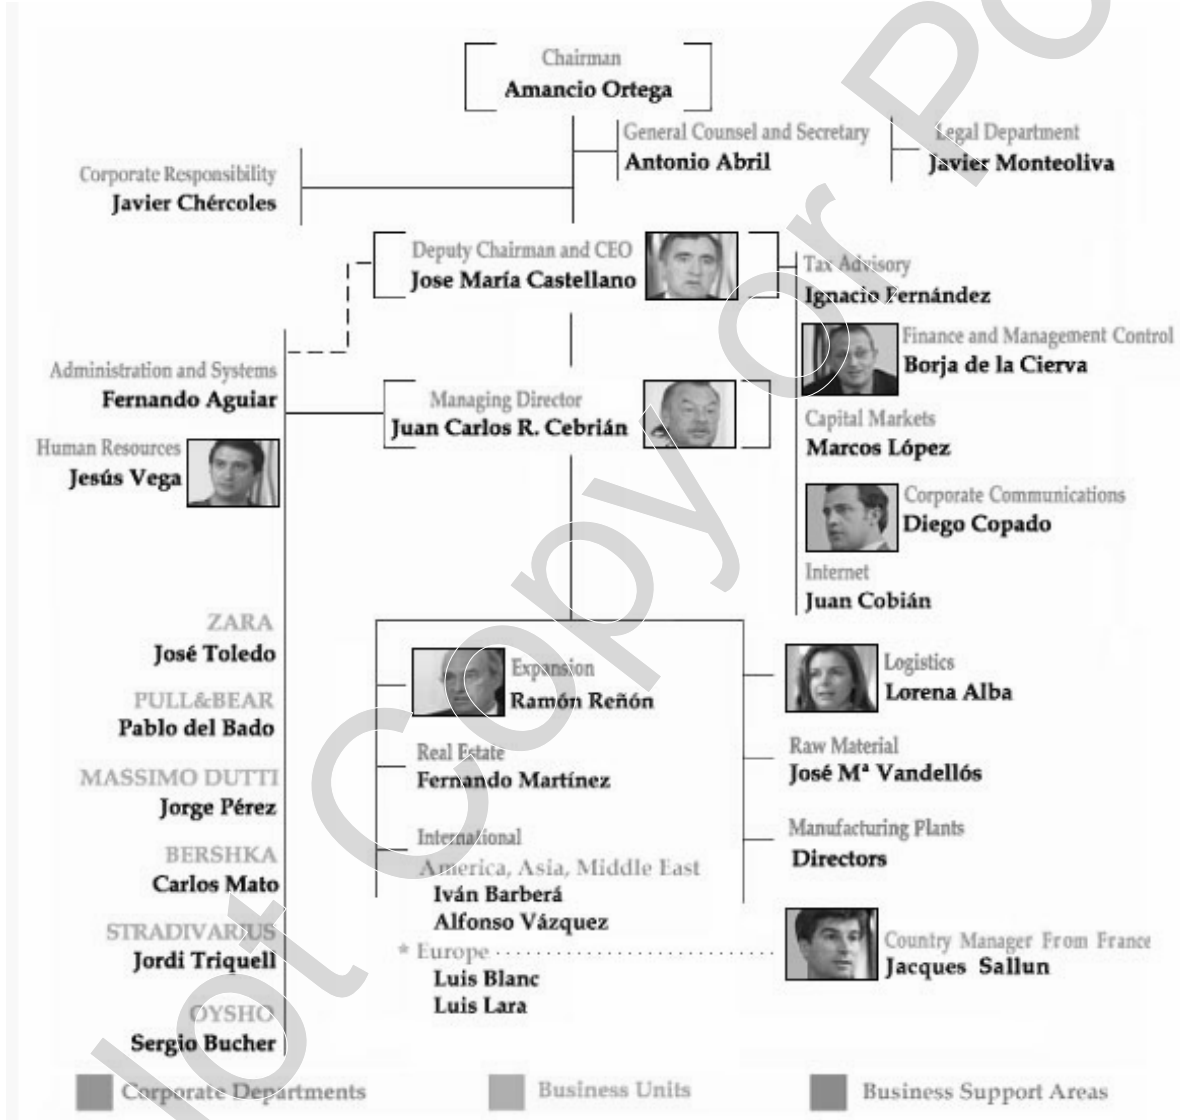 Chairman
Amancio Ortega
General Counsel and Secretary
Antonio Abril
Legal Department
Javier Monteoliva
Corporate Responsibility
Javier Chércoles
Deputy Chairman and CEO
Jose María Castellano
Tax Advisory
Ignacio Fernández
Finance and Management Control
Borja de la Cierva
Administration and Systems
Fernando Aguiar
Managing Director
Juan Carlos R. Cebrián
Capital Markets
Marcos López
Human Resources
Jesús Vega
Corporate Communications
Diego Copado
Internet
Juan Cobián
ZARA
José Toledo
PULL&BEAR
Pablo del Bado
MASSIMO DUTTI
Jorge Pérez
BERSHKA
Carlos Mato
STRADIVARIUS
Jordi Triquell
OYSHO
Sergio Bucher
Expansion
Ramón Reñón
Real Estate
Fernando Martínez
International
America, Asia, Middle East
Iván Barberá
Alfonso Vázquez
* Europe
Luis Blanc
Luis Lara
Logistics
Lorena Alba
Raw Material
José Mª Vandellós
Manufacturing Plants
Directors
Country Manager From France
Jacques Sallun
Corporate Departments
Business Units
Business Support Areas
ot Copy or Po